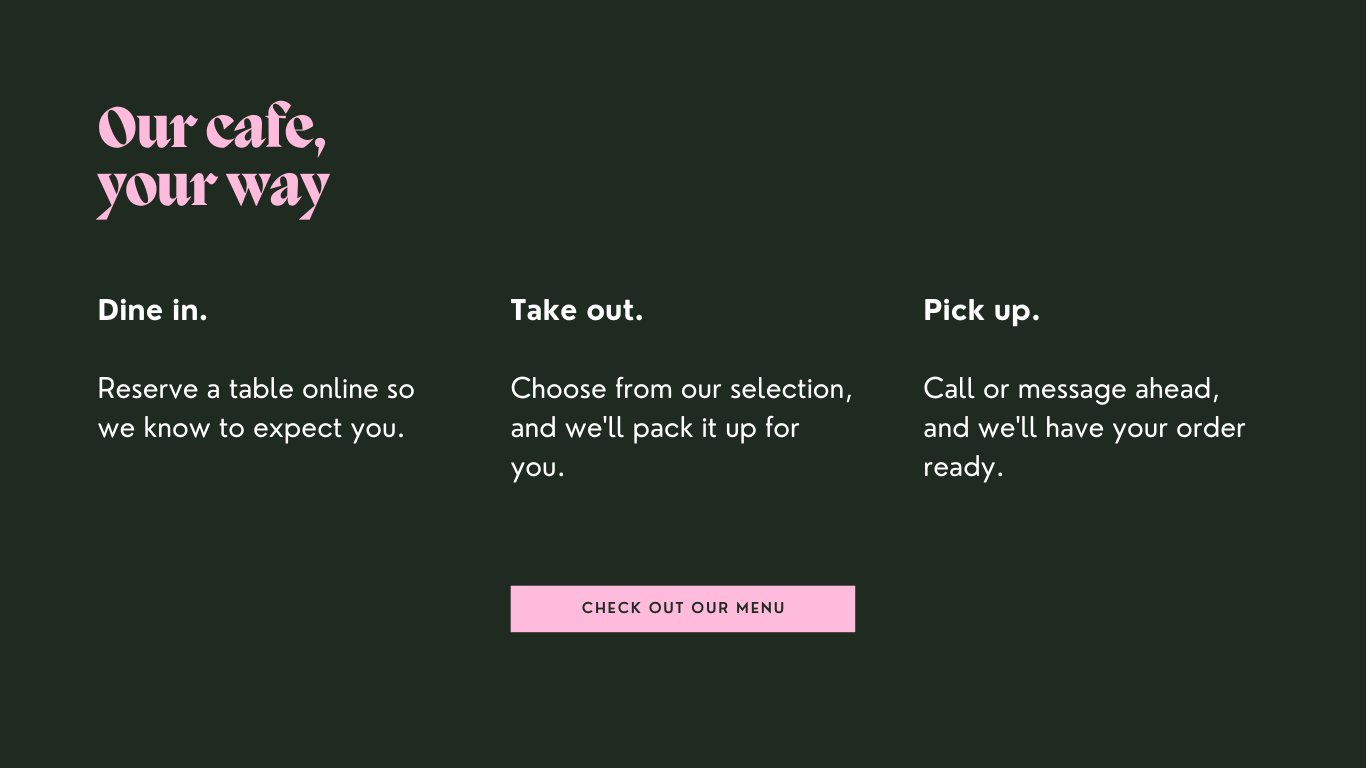 Our cafe,
your way
Dine in.
Reserve a table online so
we know to expect you.
Take out.
Choose from our selection,
and we'll pack it up for
you.
Pick up.
Call or message ahead,
and we'll have your order
ready.
CHECK OUT OUR MENU